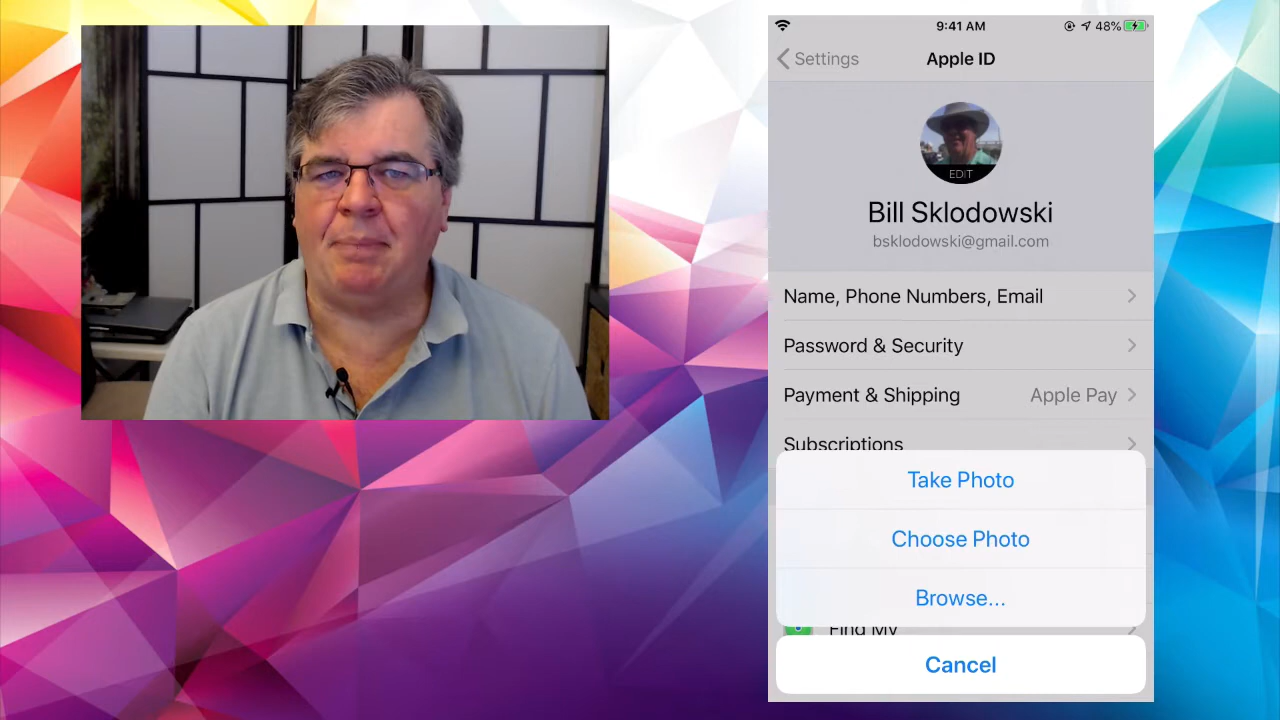 9:41 AM
48%
Settings
Apple ID
EDIT
Bill Sklodowski
bsklodowski@gmail.com
Name, Phone Numbers, Email
Password & Security
Payment & Shipping
Apple Pay
Subscriptions
Take Photo
Choose Photo
Browse...
Find My
Cancel